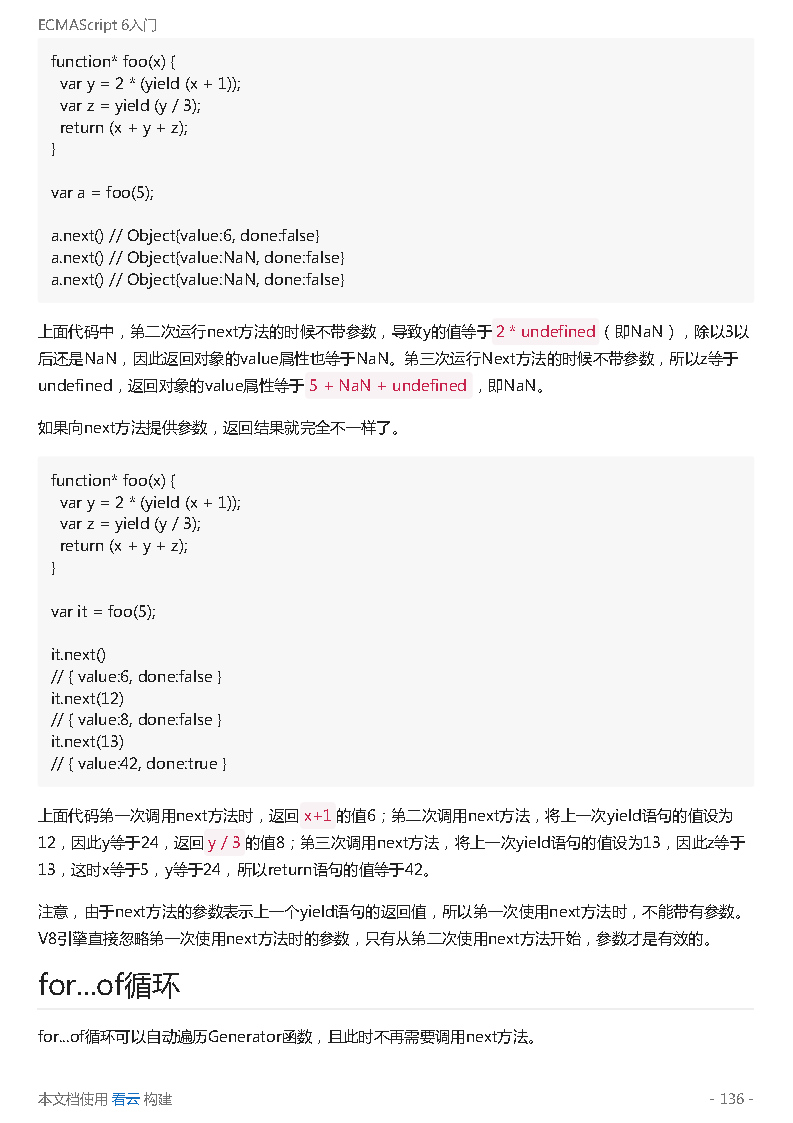 ECMAScript 6入门
function* foo(x) {
  var y = 2 * (yield (x + 1));
  var z = yield (y / 3);
  return (x + y + z);
}
var a = foo(5);
a.next() // Object{value:6, done:false}
a.next() // Object{value:NaN, done:false}
a.next() // Object{value:NaN, done:false}
上面代码中，第二次运行next方法的时候不带参数，导致y的值等于 2 * undefined （即NaN），除以3以
后还是NaN，因此返回对象的value属性也等于NaN。第三次运行Next方法的时候不带参数，所以z等于
undefined，返回对象的value属性等于 5 + NaN + undefined ，即NaN。
如果向next方法提供参数，返回结果就完全不一样了。
function* foo(x) {
  var y = 2 * (yield (x + 1));
  var z = yield (y / 3);
  return (x + y + z);
}
var it = foo(5);
it.next()
// { value:6, done:false }
it.next(12)
// { value:8, done:false }
it.next(13)
// { value:42, done:true }
上面代码第一次调用next方法时，返回 x+1 的值6；第二次调用next方法，将上一次yield语句的值设为
12，因此y等于24，返回 y / 3 的值8；第三次调用next方法，将上一次yield语句的值设为13，因此z等于
13，这时x等于5，y等于24，所以return语句的值等于42。
注意，由于next方法的参数表示上一个yield语句的返回值，所以第一次使用next方法时，不能带有参数。
V8引擎直接忽略第一次使用next方法时的参数，只有从第二次使用next方法开始，参数才是有效的。
for...of循环
for...of循环可以自动遍历Generator函数，且此时不再需要调用next方法。
本文档使用 看云 构建
- 136 -